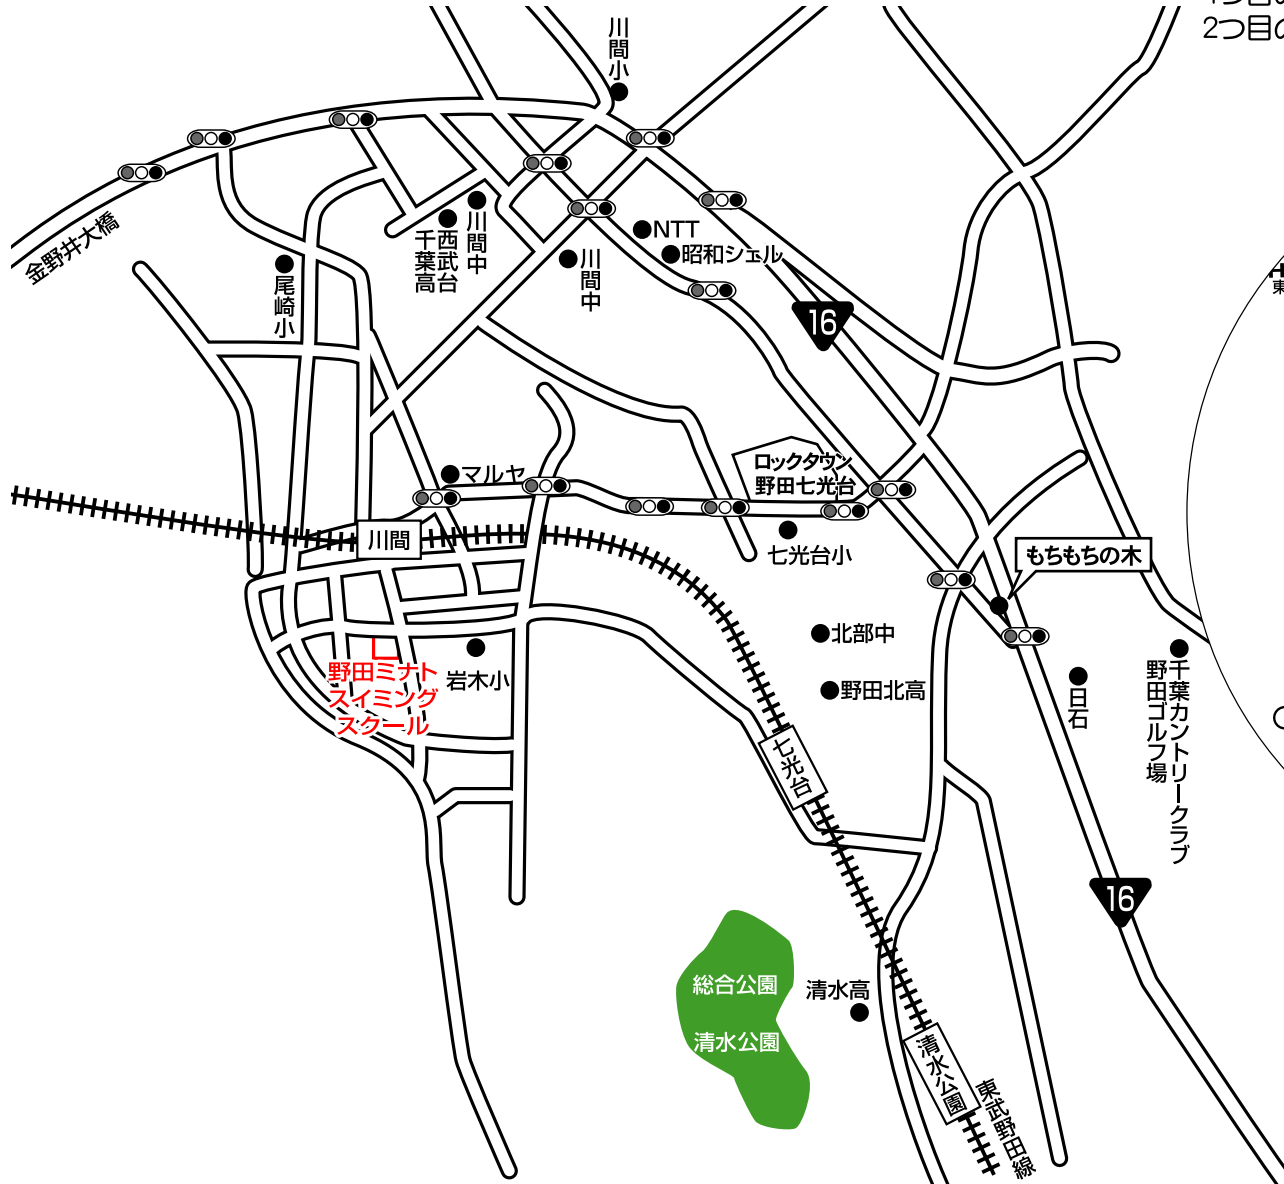 2つ目の
川間小
金野井大橋
川間中
西武台
千葉高
NTT
昭和シェル
川間中
尾崎小
16
マルヤ
ロックタウン
野田七光台
川間
七光台小
もちもちの木
北部中
野田ミナト
スイミング
スクール
岩木小
野田北高
日石
千葉カントリークラブ
野田ゴルフ場
七光台
16
総合公園
清水公園
清水高
清水公園
東武野田線
東